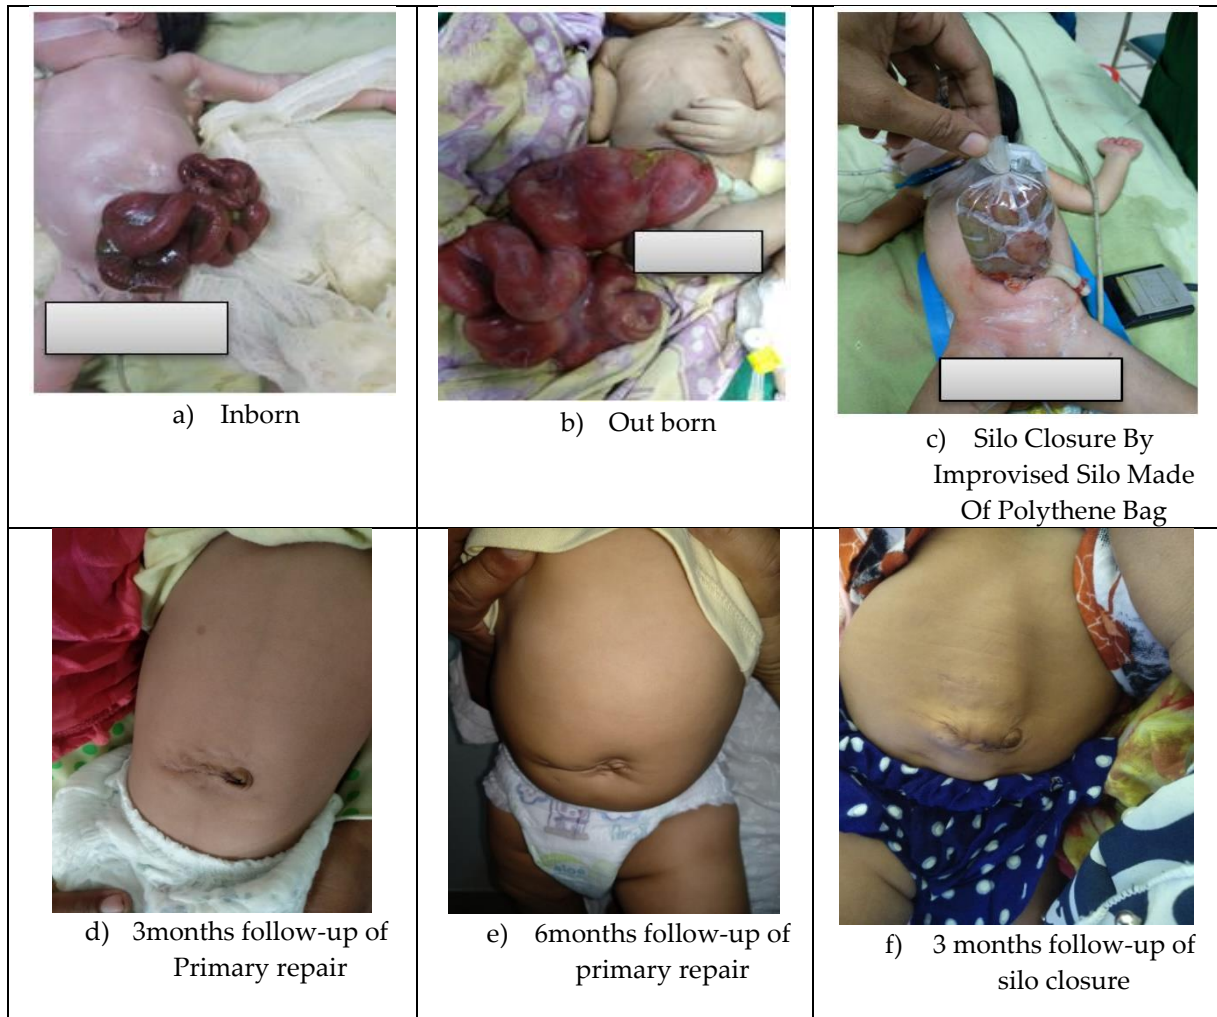 a) Inborn
b) Out born
c) Silo Closure By
Improvised Silo Made
Of Polythene Bag
d) 3months follow-up of
Primary repair
e) 6months follow-up of
primary repair
f) 3 months follow-up of
silo closure